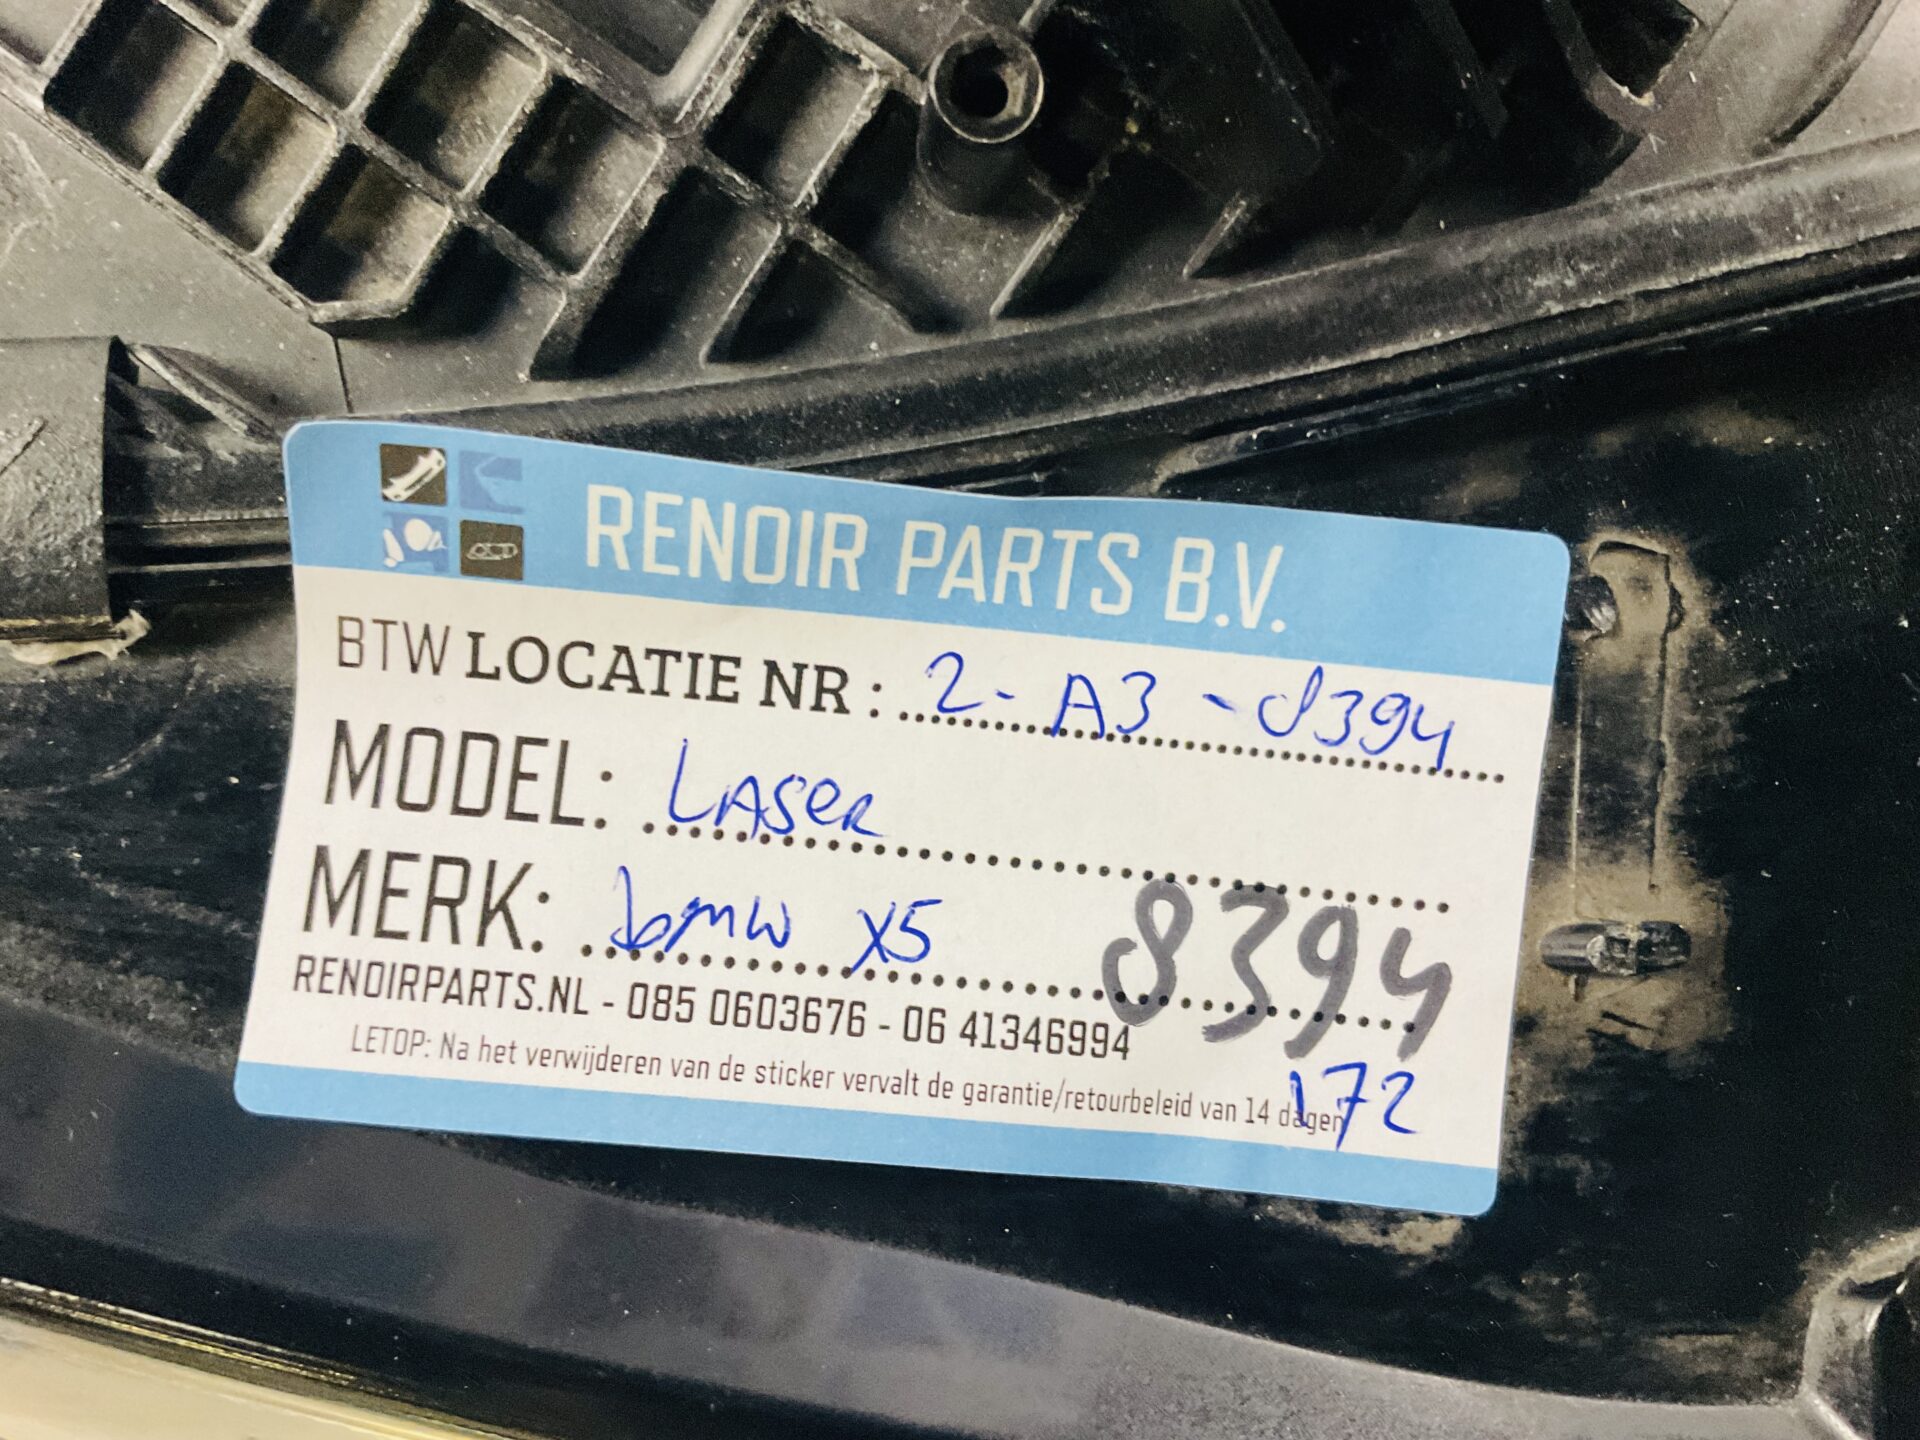 RENOIR PARTS B.V.
BTW LOCATIE NR : 2 - A3 - 8394
MODEL: LASER
MERK: bmw X5
8394
RENOIRPARTS.NL - 085 0603676 - 06 41346994
LETOP: Na het verwijderen van de sticker vervalt de garantie/retourbeleid van 14 dagen
172